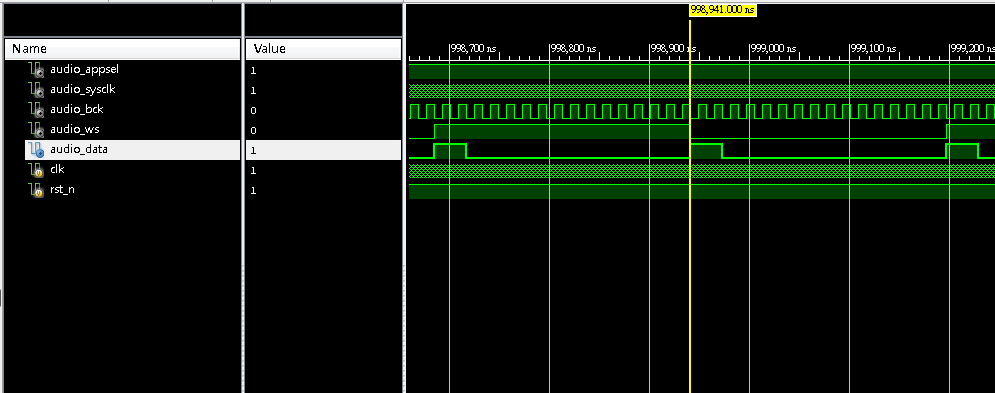 998,941.000 ns
Name Value 998,700 ns 998,800 ns 998,900 ns 999,000 ns 999,100 ns 999,200
audio_appsel 1
audio_sysclk 1
audio_bck 0
audio_ws 0
audio_data 1
clk 1
rst_n 1